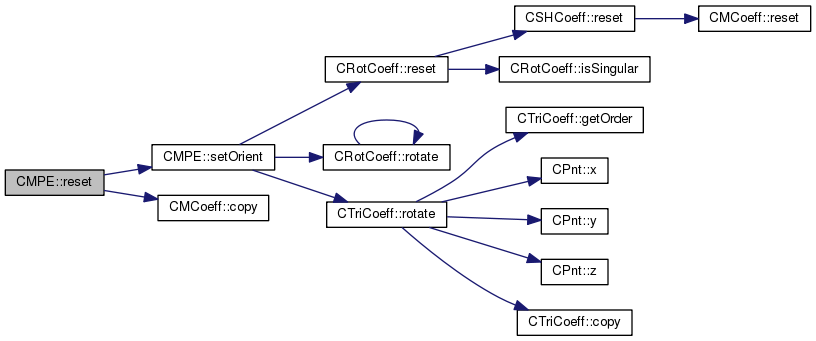 CSHCoeff::reset
CMCoeff::reset
CRotCoeff::reset
CRotCoeff::isSingular
CTriCoeff::getOrder
CMPE::setOrient
CRotCoeff::rotate
CPnt::x
CMPE::reset
CMCoeff::copy
CTriCoeff::rotate
CPnt::y
CPnt::z
CTriCoeff::copy